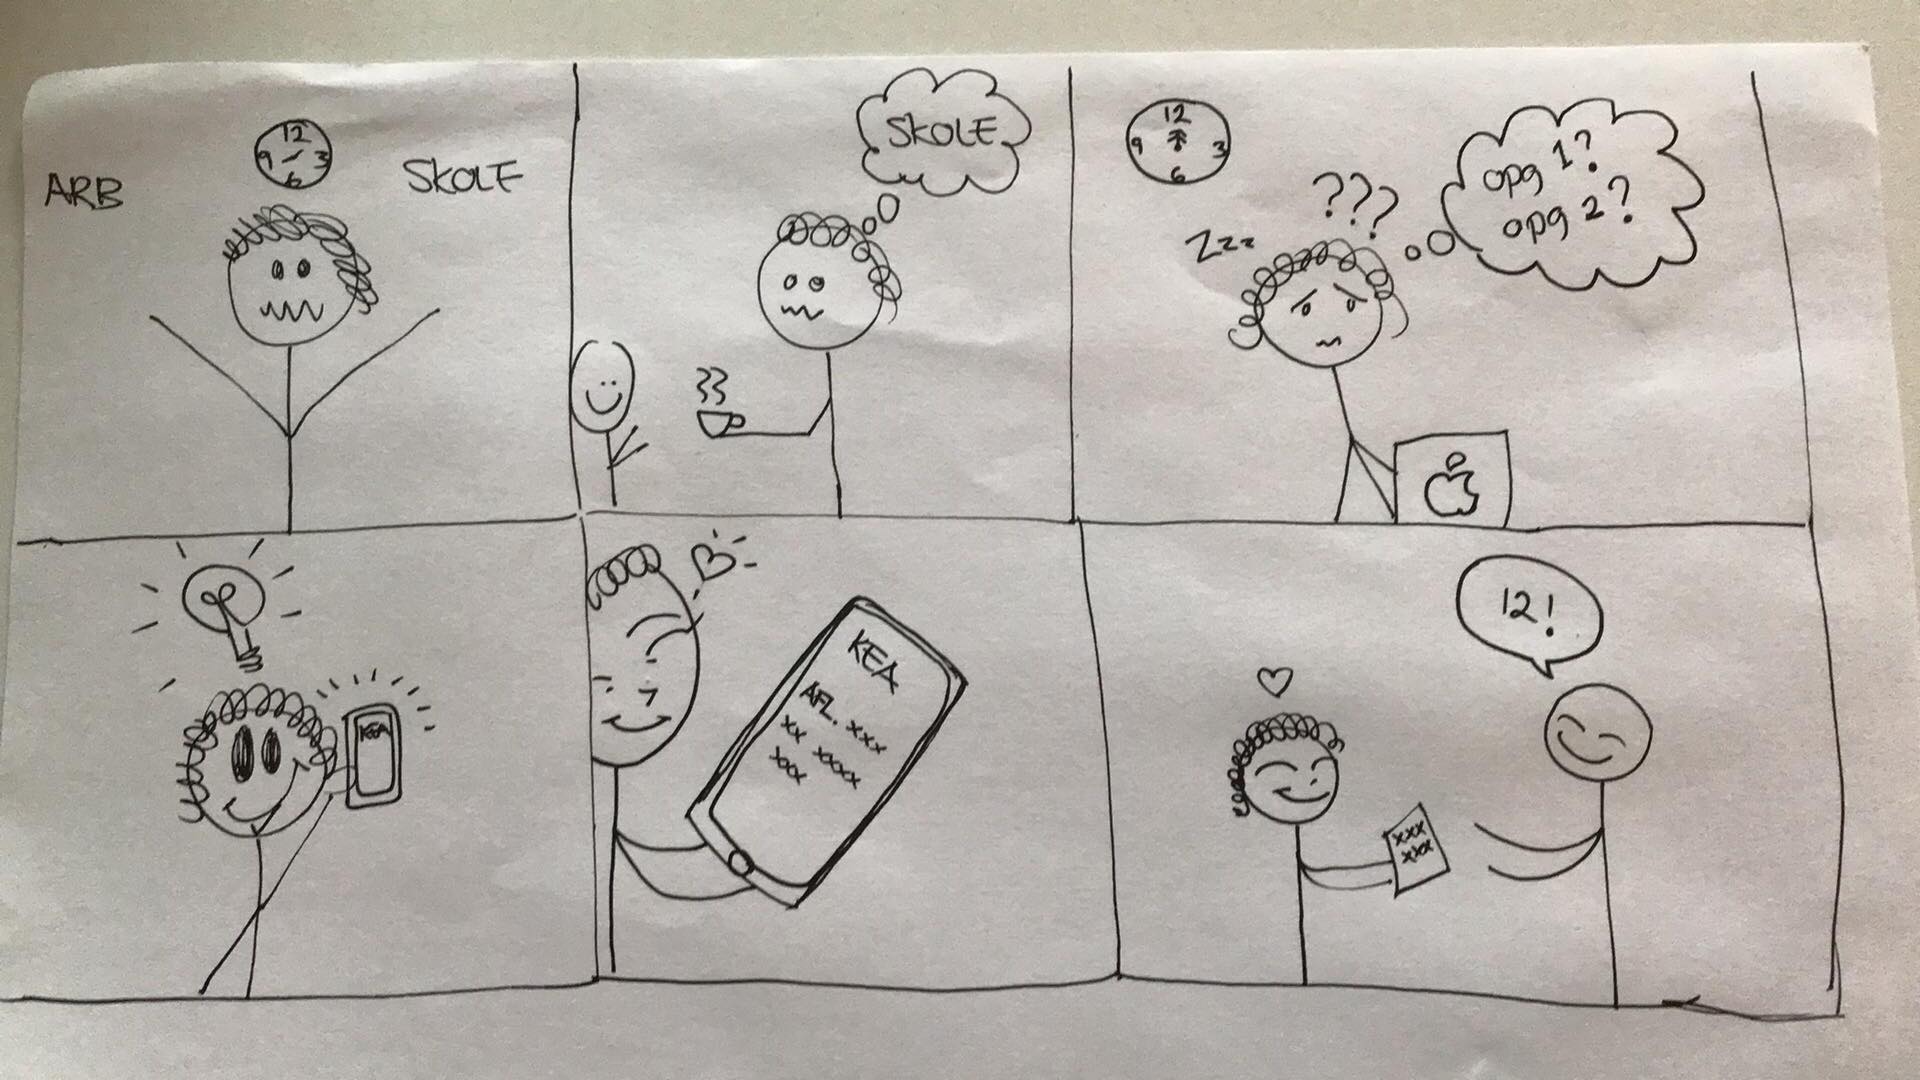 ARB
12
9 3
6
SKOLE
SKOLE
12
9 3
6
Zzz
???
opg 1?
opg 2?
KEA
KEA
AFL. xxx
xx xxxx
xxx
12!
xxx
xxx